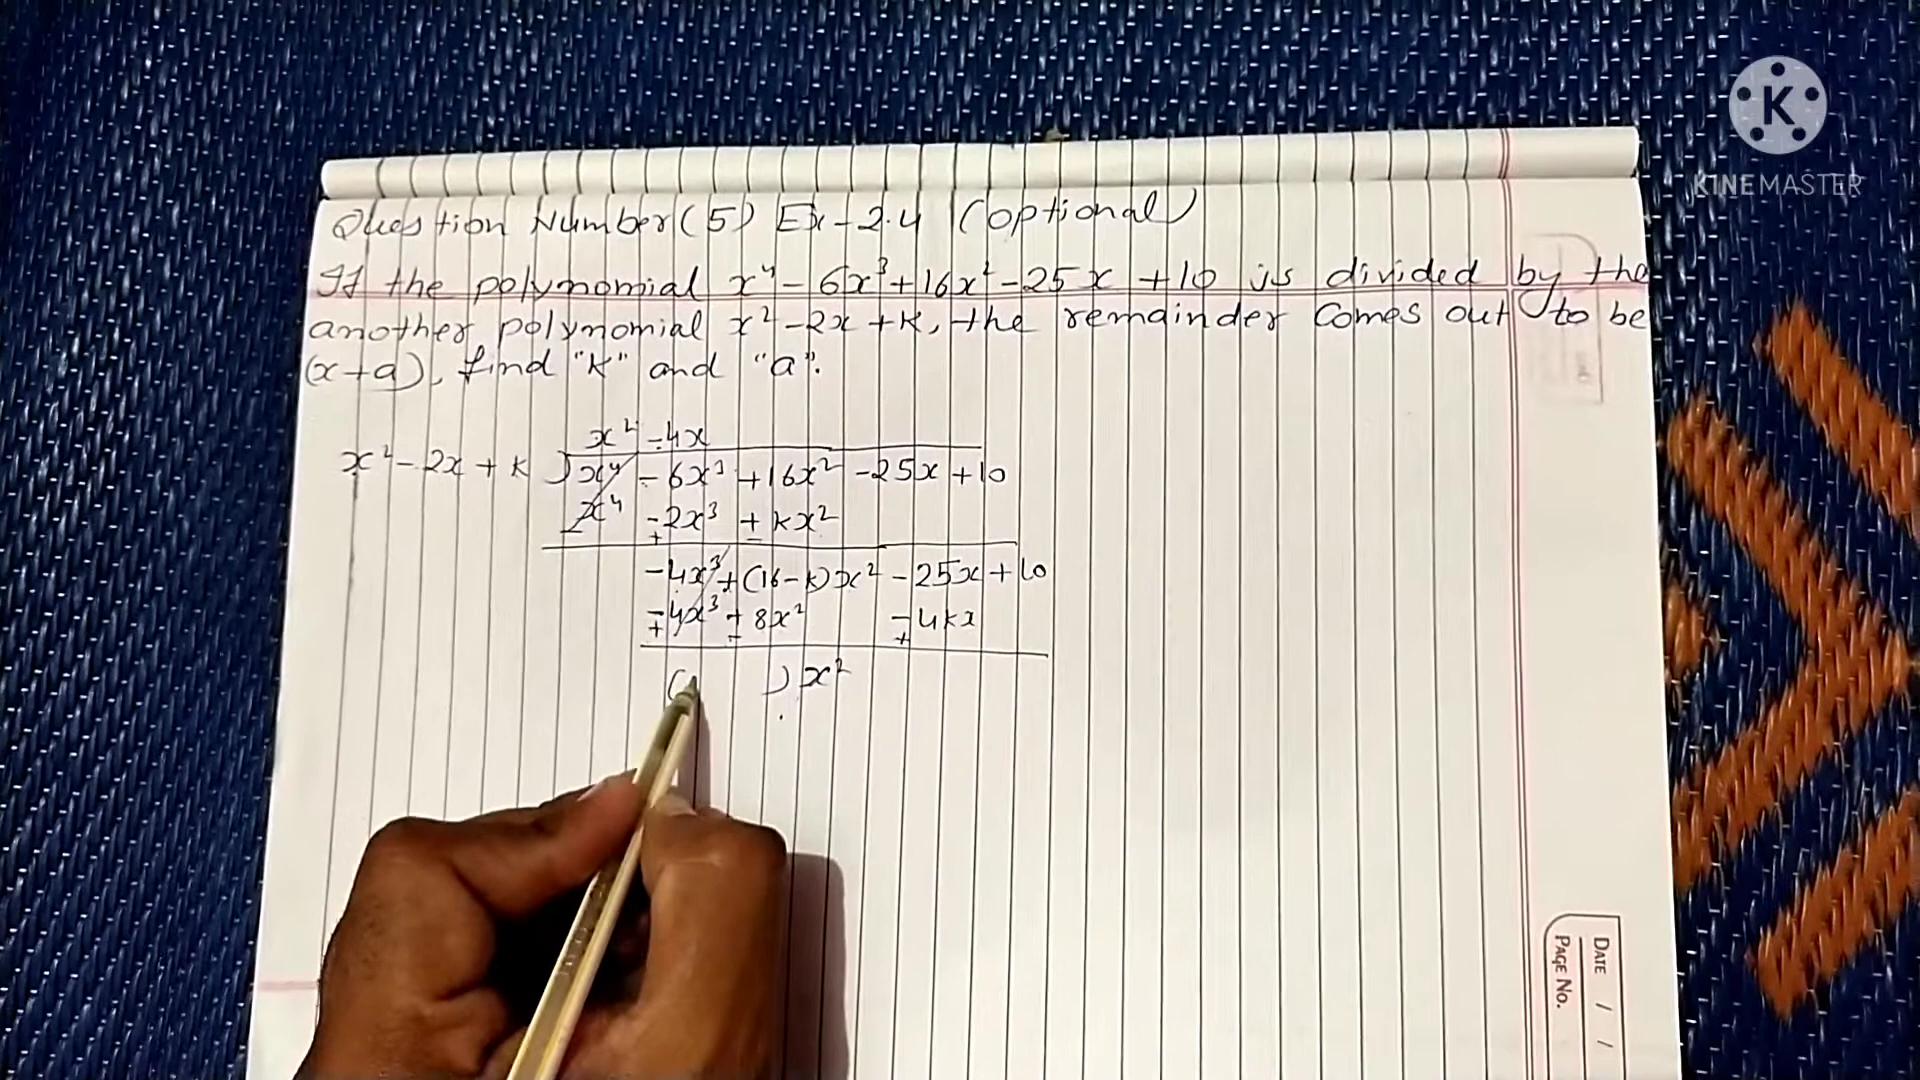 Question Number (5) Ex - 2.4 (optional)
If the polynomial x⁴ - 6x³ + 16x² - 25x + 10 is divided by the
another polynomial x² - 2x + k, the remainder comes out to be
(x+a), find "k" and "a".
x² - 4x
x² - 2x + k ) x⁴ - 6x³ + 16x² - 25x + 10
x⁴ - 2x³ + kx²
- + -
-4x³ + (16-k)x² - 25x + 10
-4x³ + 8x² - 4kx
+ - +
( ) x²
K
KINEMASTER
DATE / /
PAGE NO.